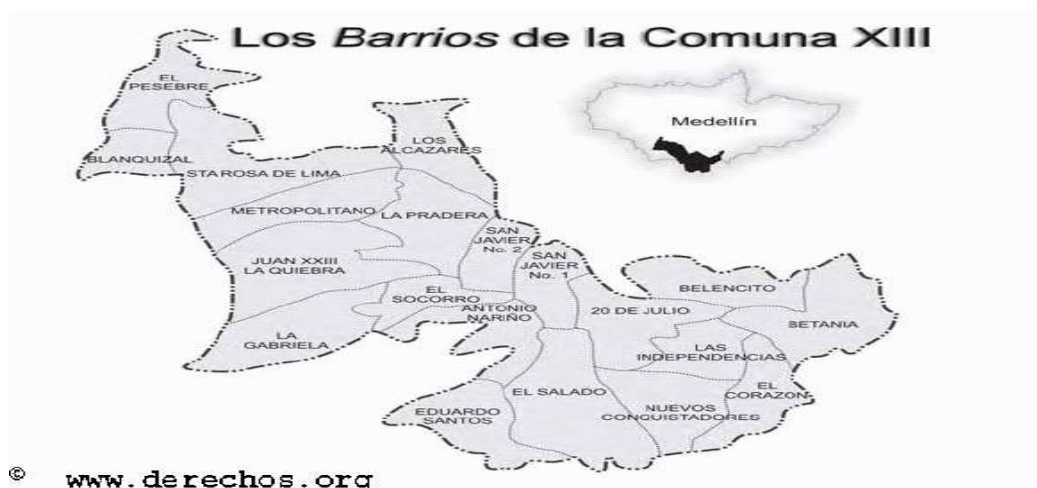 Los Barrios de la Comuna XIII
Medellín
EL
PESEBRE
BLANQUIZAL
LOS
ALCAZARES
STA ROSA DE LIMA
METROPOLITANO
LA PRADERA
SAN
JAVIER
No. 2
SAN
JAVIER
No. 1
JUAN XXIII
LA QUIEBRA
EL
SOCORRO
ANTONIO
NARIÑO
LA
GABRIELA
BELENCITO
20 DE JULIO
BETANIA
LAS
INDEPENDENCIAS
EL SALADO
EL
CORAZON
NUEVOS
CONQUISTADORES
EDUARDO
SANTOS
© www.derechos.org